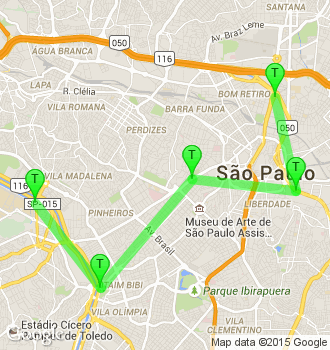 Av. Braz Leme
Santana
050
ÁGUA BRANCA
116
LAPA
R. Clélia
BOM RETIRO
T
VILA ROMANA
BARRA FUNDA
PERDIZES
050
T
São Paulo
116
T
VILA MADALENA
T
SP-015
LIBERDADE
PINHEIROS
Museu de Arte de
São Paulo Assis...
Av. Brasil
T
ITAIM BIBI
Parque Ibirapuera
VILA OLÍMPIA
Estádio Cícero
Pompeu de Toledo
VILA
CLEMENTINO
Map data ©2015 Google